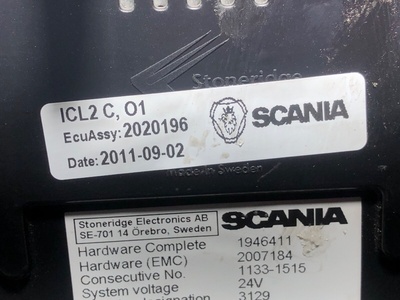 Stoneridge
ICL2 C, O1
EcuAssy: 2020196
Date: 2011-09-02
SCANIA
made in Sweden
Stoneridge Electronics AB
SE-701 14 Örebro, Sweden
SCANIA
Hardware Complete 1946411
Hardware (EMC) 2007184
Consecutive No. 1133-1515
System voltage 24V
designation 3129